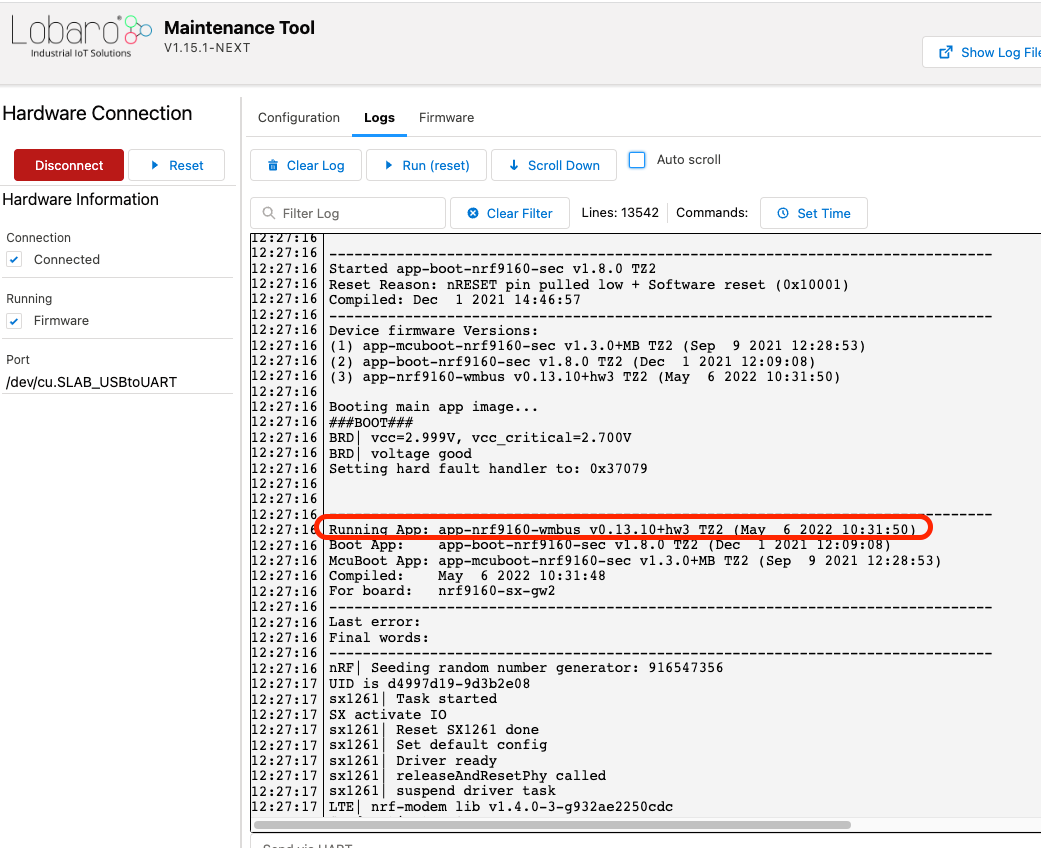 Lobaro
Industrial IoT Solutions
Maintenance Tool
V1.15.1-NEXT
Show Log File
Hardware Connection
Disconnect
Reset
Hardware Information
Connection
Connected
Running
Firmware
Port
/dev/cu.SLAB_USBtoUART
Configuration
Logs
Firmware
Clear Log
Run (reset)
Scroll Down
Auto scroll
Filter Log
Clear Filter
Lines: 13542
Commands:
Set Time
12:27:16
12:27:16 -------------------------------------------------------------------------------
12:27:16 Started app-boot-nrf9160-sec v1.8.0 TZ2
12:27:16 Reset Reason: nRESET pin pulled low + Software reset (0x10001)
12:27:16 Compiled: Dec  1 2021 14:46:57
12:27:16 -------------------------------------------------------------------------------
12:27:16 Device firmware Versions:
12:27:16 (1) app-mcuboot-nrf9160-sec v1.3.0+MB TZ2 (Sep  9 2021 12:28:53)
12:27:16 (2) app-boot-nrf9160-sec v1.8.0 TZ2 (Dec  1 2021 12:09:08)
12:27:16 (3) app-nrf9160-wmbus v0.13.10+hw3 TZ2 (May  6 2022 10:31:50)
12:27:16
12:27:16 Booting main app image...
12:27:16 ###BOOT###
12:27:16 BRD| vcc=2.999V, vcc_critical=2.700V
12:27:16 BRD| voltage good
12:27:16 Setting hard fault handler to: 0x37079
12:27:16
12:27:16
12:27:16 -------------------------------------------------------------------------------
12:27:16 Running App: app-nrf9160-wmbus v0.13.10+hw3 TZ2 (May  6 2022 10:31:50)
12:27:16 Boot App:    app-boot-nrf9160-sec v1.8.0 TZ2 (Dec  1 2021 12:09:08)
12:27:16 McuBoot App: app-mcuboot-nrf9160-sec v1.3.0+MB TZ2 (Sep  9 2021 12:28:53)
12:27:16 Compiled:    May  6 2022 10:31:48
12:27:16 For board:   nrf9160-sx-gw2
12:27:16 -------------------------------------------------------------------------------
12:27:16 Last error:
12:27:16 Final words:
12:27:16 -------------------------------------------------------------------------------
12:27:16 nRF| Seeding random number generator: 916547356
12:27:17 UID is d4997d19-9d3b2e08
12:27:17 sx1261| Task started
12:27:17 SX activate IO
12:27:17 sx1261| Reset SX1261 done
12:27:17 sx1261| Set default config
12:27:17 sx1261| Driver ready
12:27:17 sx1261| releaseAndResetPhy called
12:27:17 sx1261| suspend driver task
12:27:17 LTE| nrf-modem lib v1.4.0-3-g932ae2250cdc
Send via UART